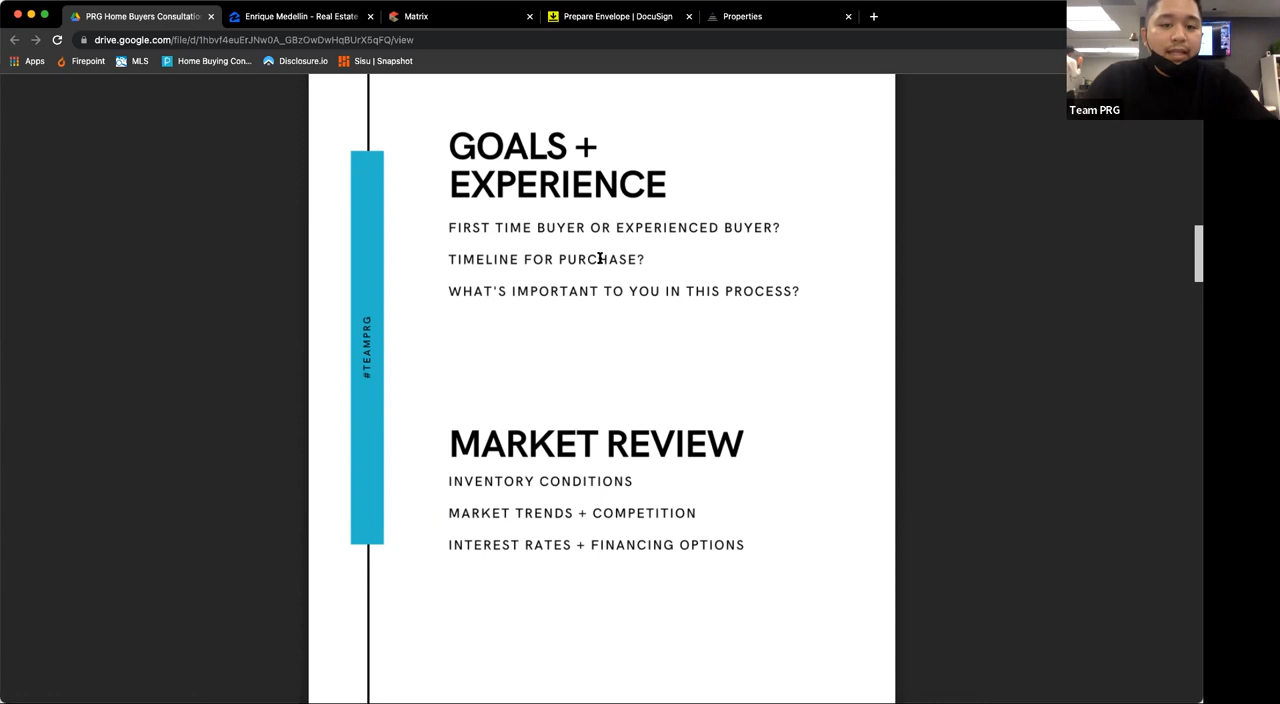 PRG Home Buyers Consultatio
Enrique Medellin - Real Estate
Matrix
Prepare Envelope | DocuSign
Properties
drive.google.com/file/d/1hbvf4euErJNw0A_GBzOwDwHqBUrX5qFQ/view
Apps
Firepoint
MLS
Home Buying Con...
Disclosure.io
Sisu | Snapshot
Team PRG
#TEAMPRG
GOALS +
EXPERIENCE
FIRST TIME BUYER OR EXPERIENCED BUYER?
TIMELINE FOR PURCHASE?
WHAT'S IMPORTANT TO YOU IN THIS PROCESS?
MARKET REVIEW
INVENTORY CONDITIONS
MARKET TRENDS + COMPETITION
INTEREST RATES + FINANCING OPTIONS